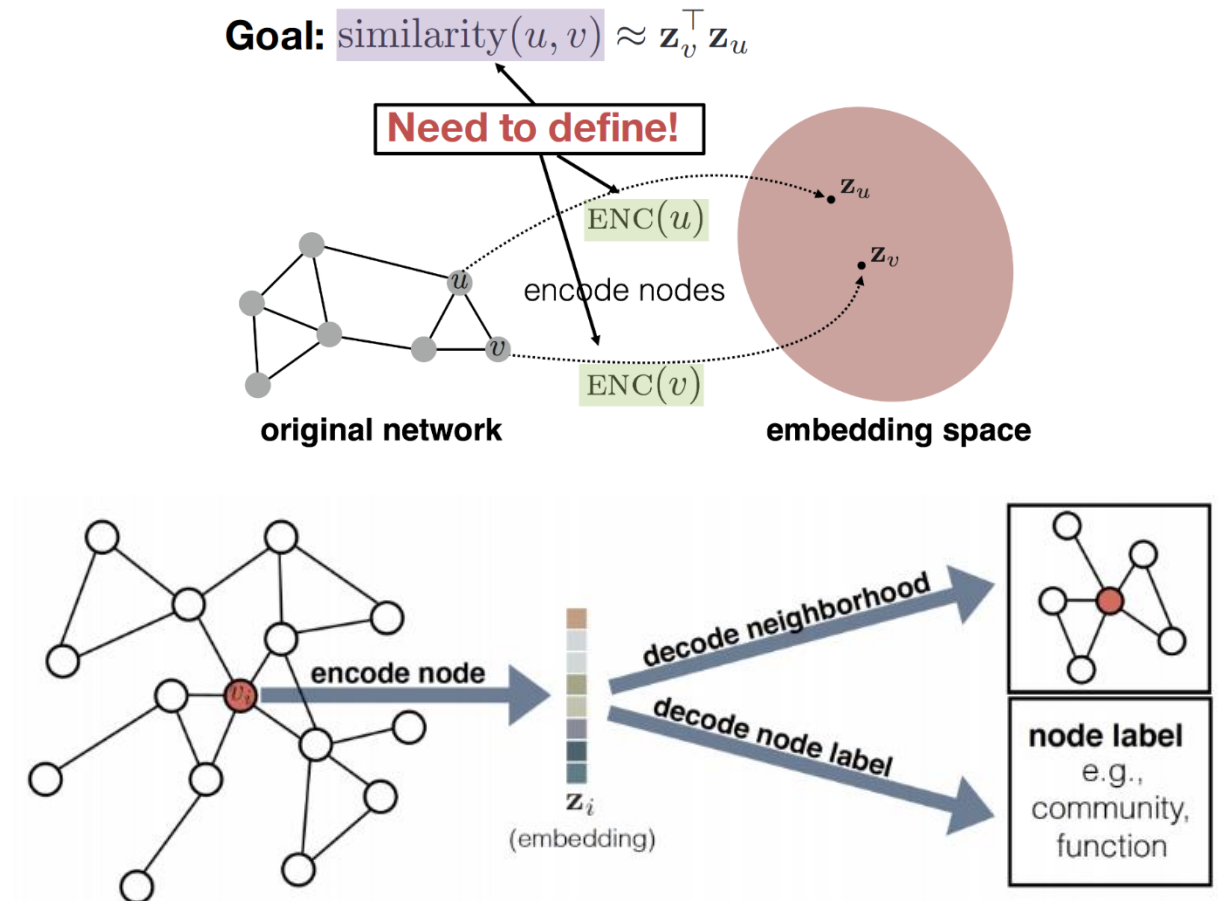 Goal: similarity(u, v) ≈ z_v^⊤ z_u
Need to define!
z_u
ENC(u)
z_v
u
encode nodes
v
ENC(v)
original network
embedding space
decode neighborhood
encode node
v_i
decode node label
node label
e.g.,
community,
function
z_i
(embedding)